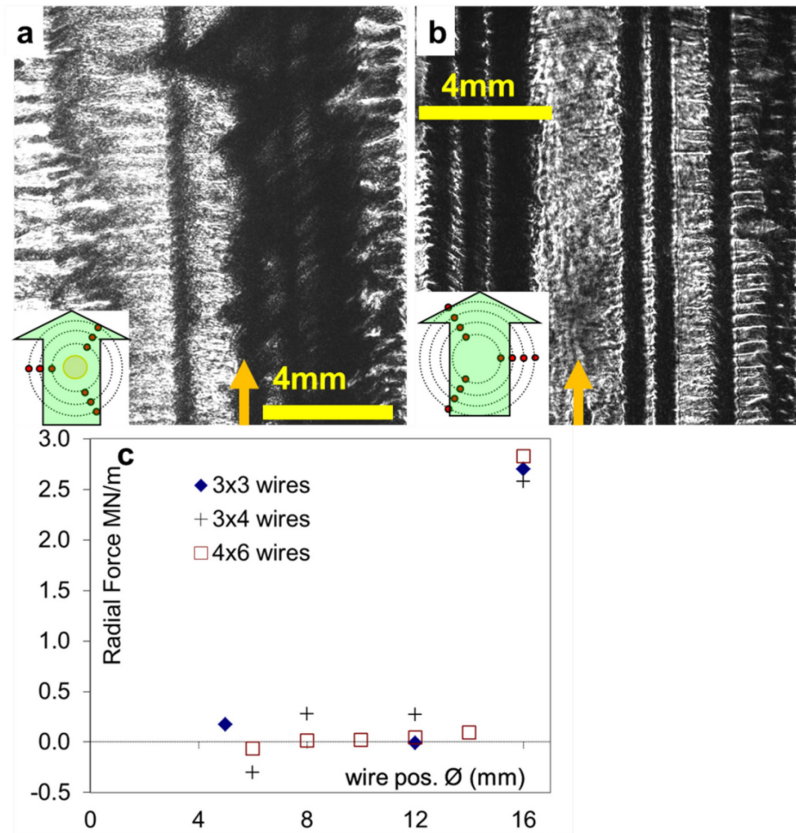 a
b
4mm
4mm
c
Radial Force MN/m
3.0
2.5
2.0
1.5
1.0
0.5
0.0
-0.5
3x3 wires
3x4 wires
4x6 wires
wire pos. Ø (mm)
0
4
8
12
16